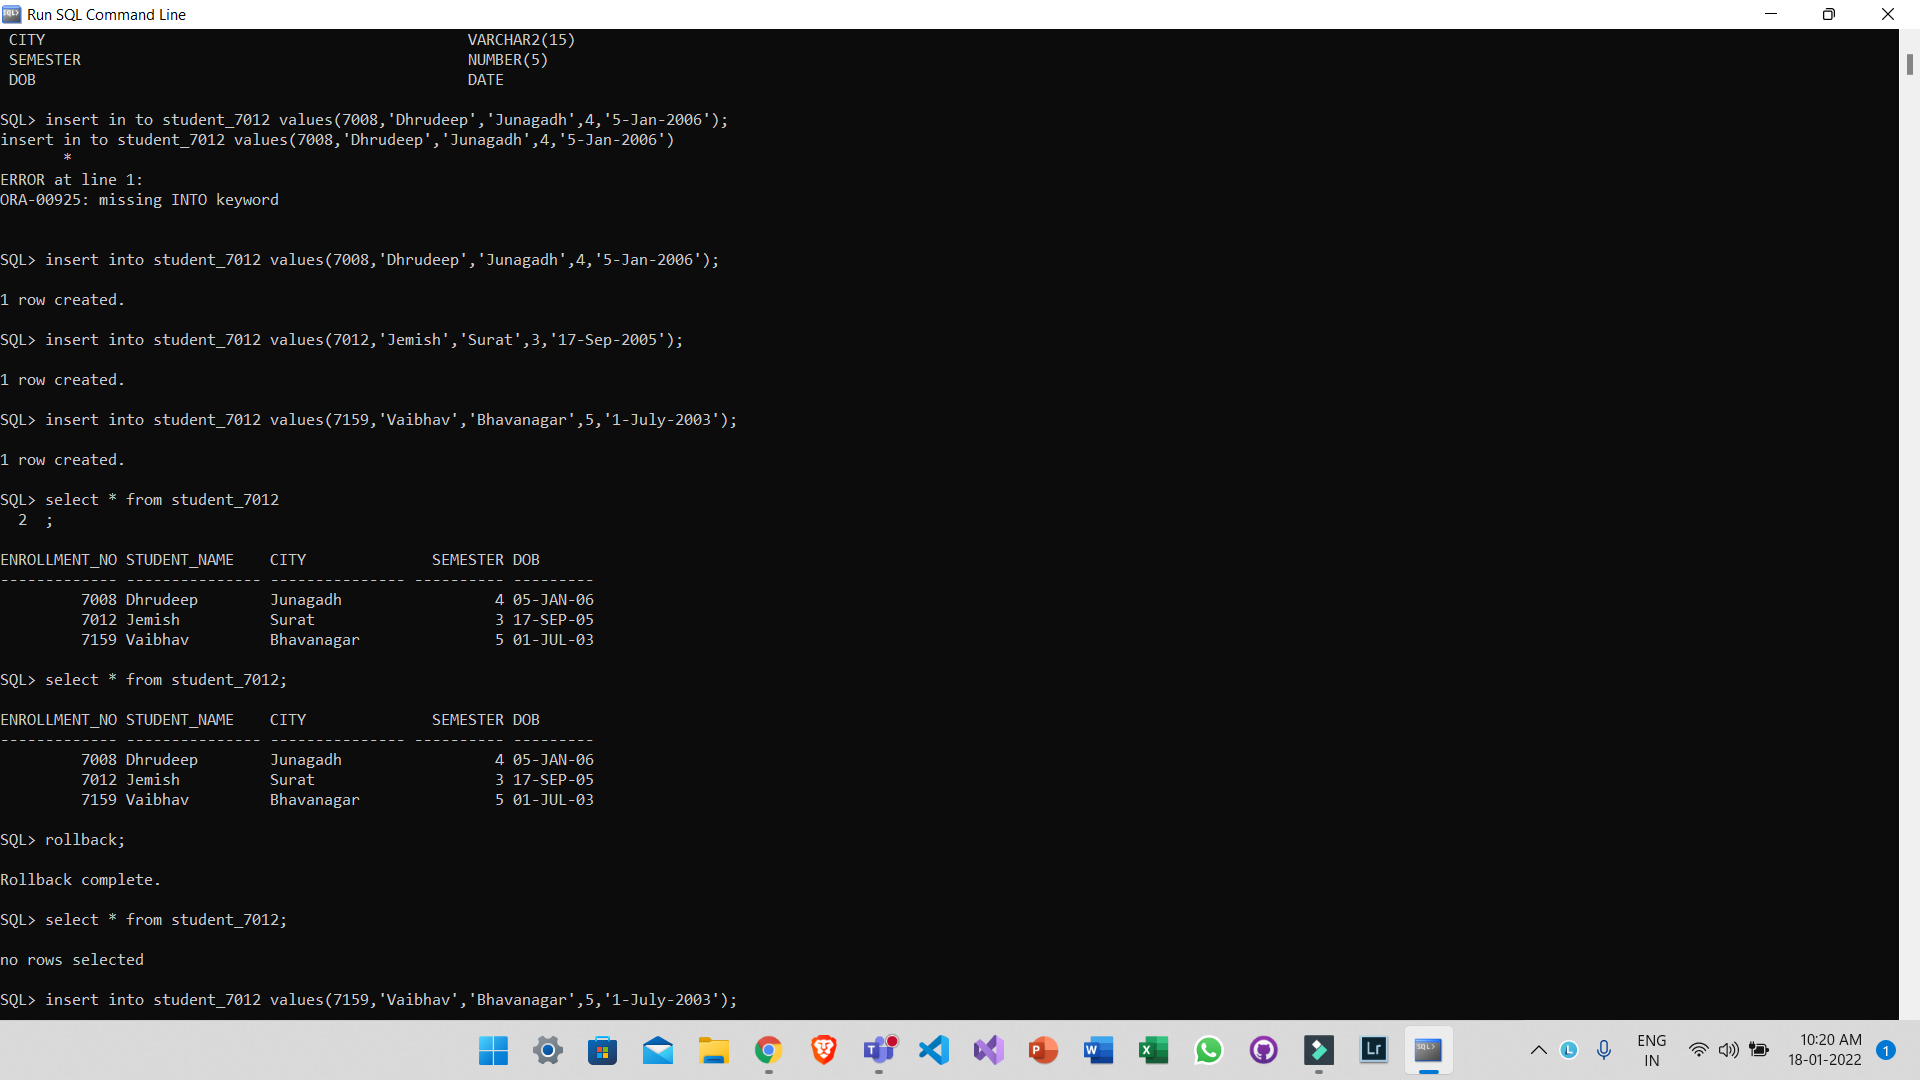 Run SQL Command Line
CITY VARCHAR2(15)
SEMESTER NUMBER(5)
DOB DATE
SQL> insert in to student_7012 values(7008,'Dhrudeep','Junagadh',4,'5-Jan-2006');
insert in to student_7012 values(7008,'Dhrudeep','Junagadh',4,'5-Jan-2006')
*
ERROR at line 1:
ORA-00925: missing INTO keyword
SQL> insert into student_7012 values(7008,'Dhrudeep','Junagadh',4,'5-Jan-2006');
1 row created.
SQL> insert into student_7012 values(7012,'Jemish','Surat',3,'17-Sep-2005');
1 row created.
SQL> insert into student_7012 values(7159,'Vaibhav','Bhavanagar',5,'1-July-2003');
1 row created.
SQL> select * from student_7012
2 ;
ENROLLMENT_NO STUDENT_NAME CITY SEMESTER DOB
------------- --------------- --------------- ---------- ---------
7008 Dhrudeep Junagadh 4 05-JAN-06
7012 Jemish Surat 3 17-SEP-05
7159 Vaibhav Bhavanagar 5 01-JUL-03
SQL> select * from student_7012;
ENROLLMENT_NO STUDENT_NAME CITY SEMESTER DOB
------------- --------------- --------------- ---------- ---------
7008 Dhrudeep Junagadh 4 05-JAN-06
7012 Jemish Surat 3 17-SEP-05
7159 Vaibhav Bhavanagar 5 01-JUL-03
SQL> rollback;
Rollback complete.
SQL> select * from student_7012;
no rows selected
SQL> insert into student_7012 values(7159,'Vaibhav','Bhavanagar',5,'1-July-2003');
T P W X Lr SQL> L ENG 10:20 AM
IN 18-01-2022 1